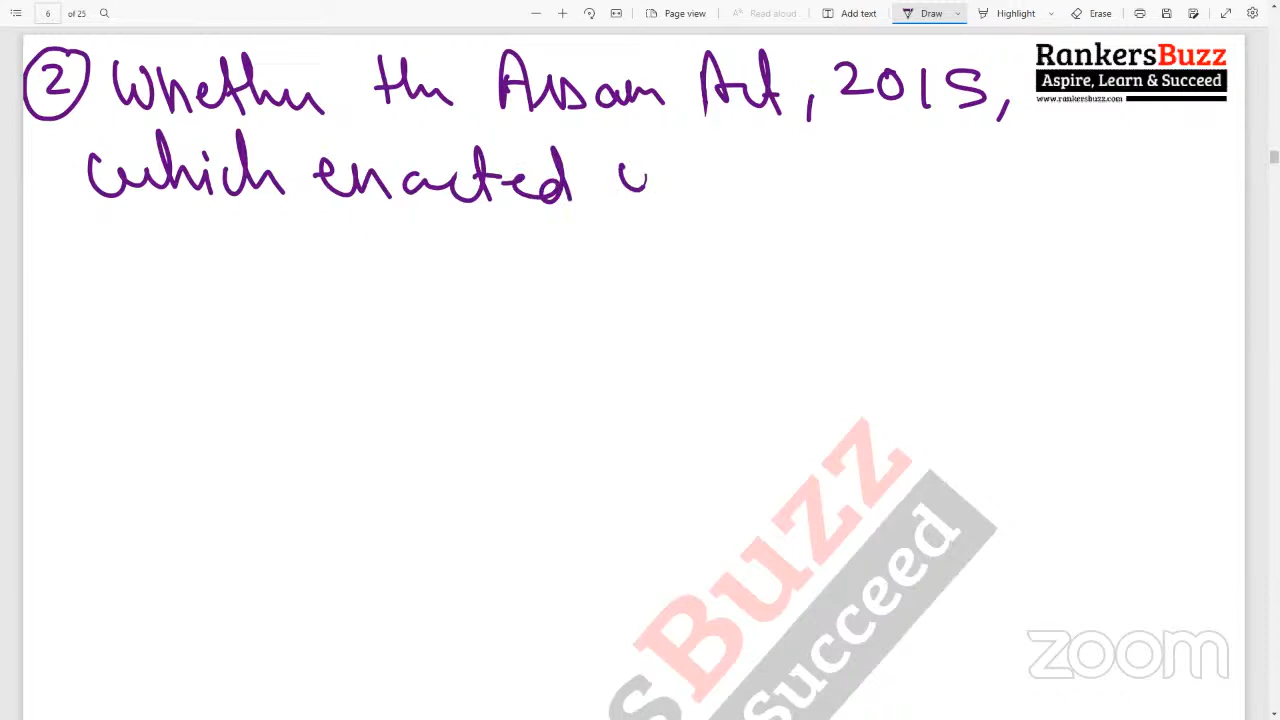 6 of 25
Page view
Read aloud
Add text
Draw
Highlight
Erase
② Whether the Assam Act, 2015,
which enacted u
RankersBuzz
Aspire, Learn & Succeed
www.rankersbuzz.com
sBuzz
succeed
zoom